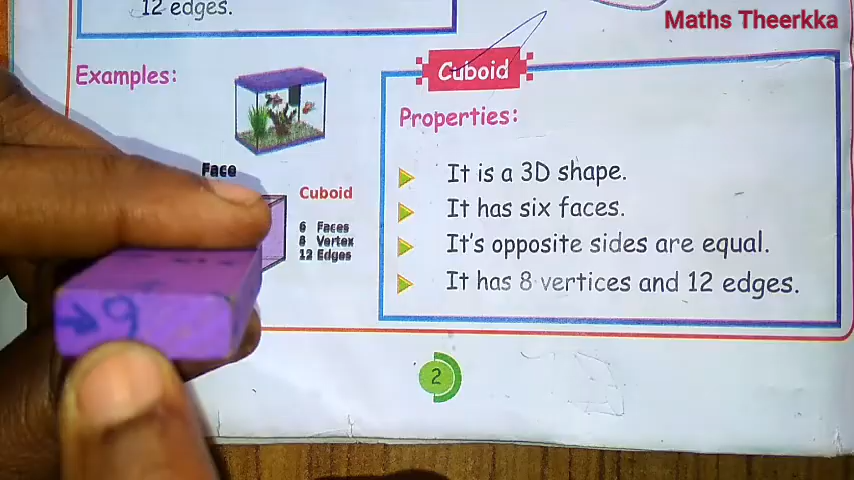 12 edges.
Maths Theerkka
Examples:
Cuboid
Properties:
Face
Cuboid
6 Faces
8 Vertex
12 Edges
It is a 3D shape.
It has six faces.
It's opposite sides are equal.
It has 8 vertices and 12 edges.
9
2